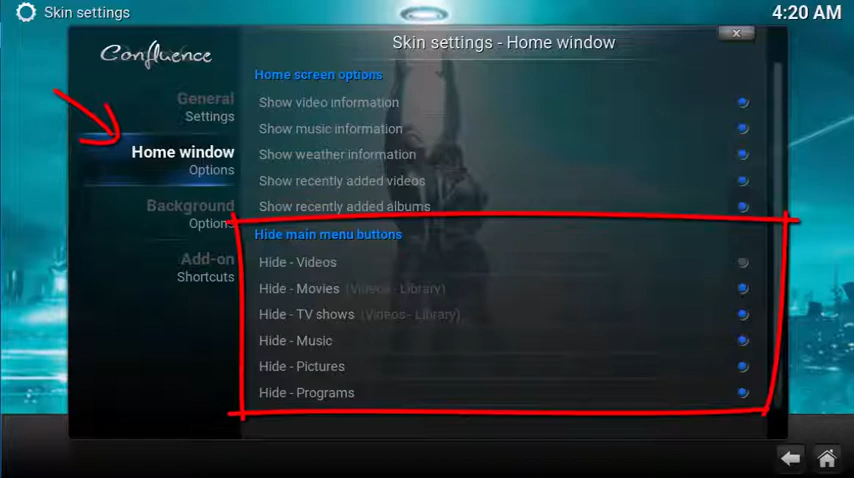 Skin settings
4:20 AM
Confluence
Skin settings - Home window
General
Settings
Home window
Options
Background
Options
Add-on
Shortcuts
Home screen options
Show video information
Show music information
Show weather information
Show recently added videos
Show recently added albums
Hide main menu buttons
Hide - Videos
Hide - Movies (Videos - Library)
Hide - TV shows (Videos - Library)
Hide - Music
Hide - Pictures
Hide - Programs